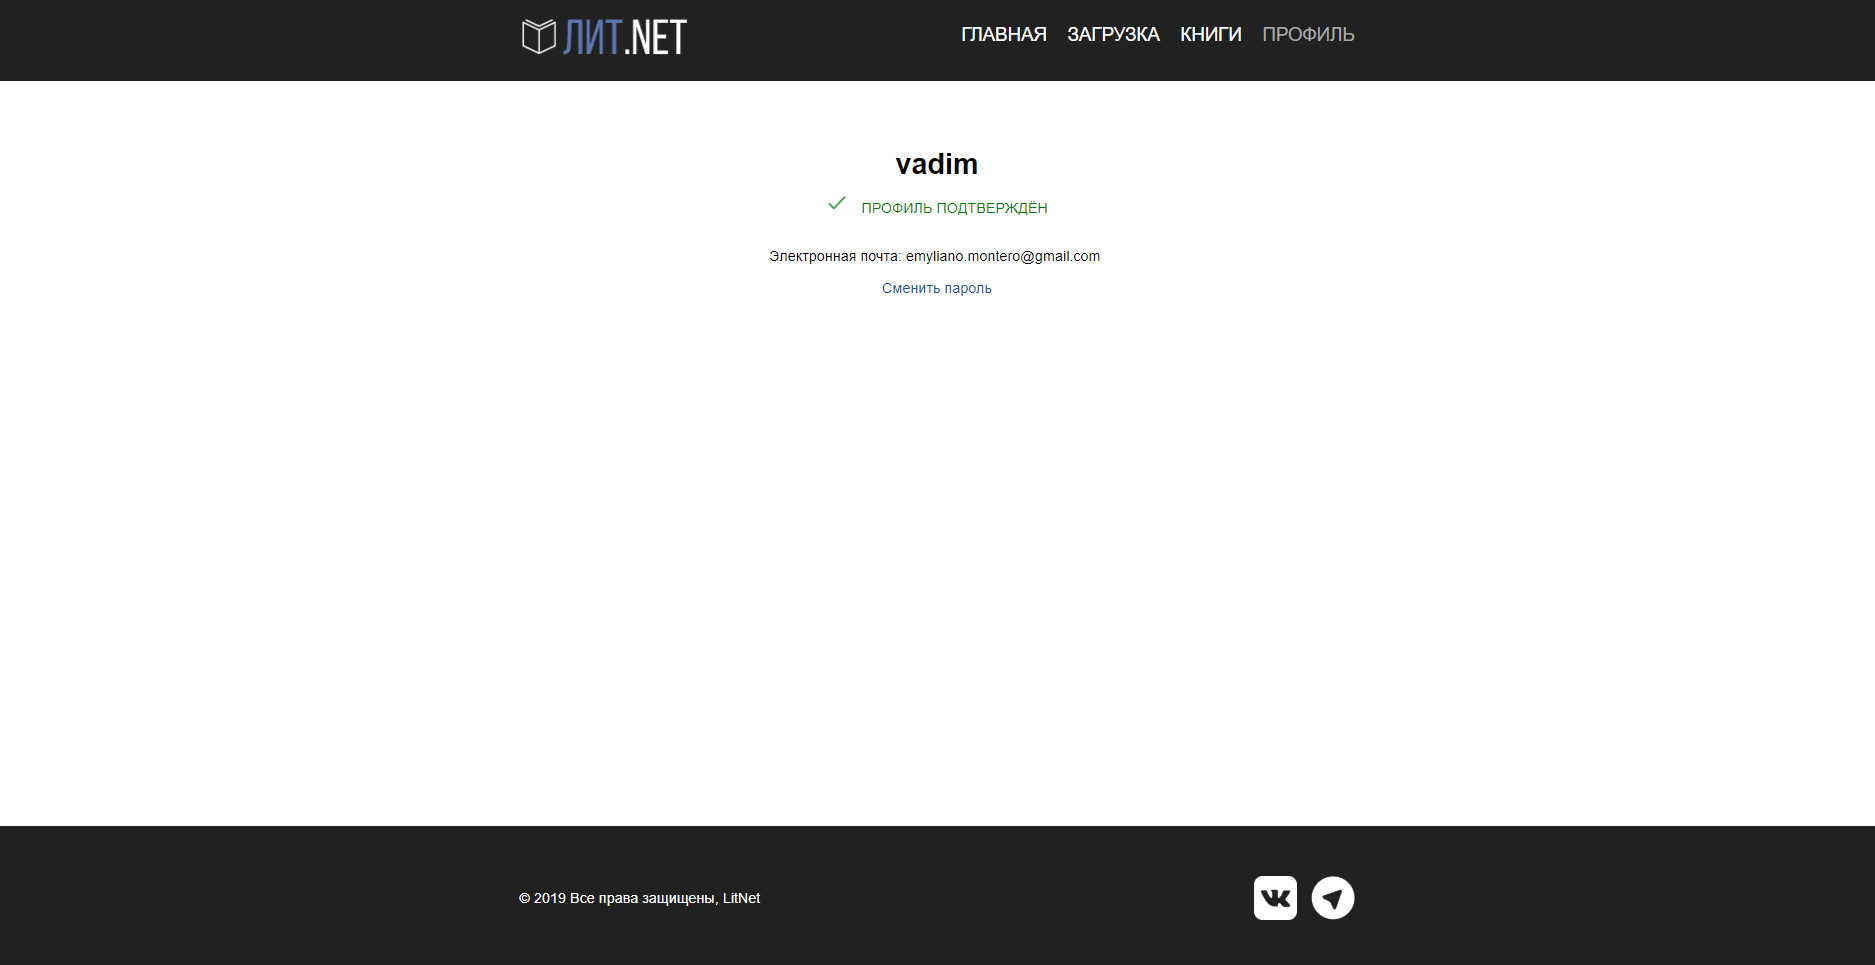 ЛИТ.NET
ГЛАВНАЯ ЗАГРУЗКА КНИГИ ПРОФИЛЬ
vadim
ПРОФИЛЬ ПОДТВЕРЖДЁН
Электронная почта: emyliano.montero@gmail.com
Сменить пароль
© 2019 Все права защищены, LitNet